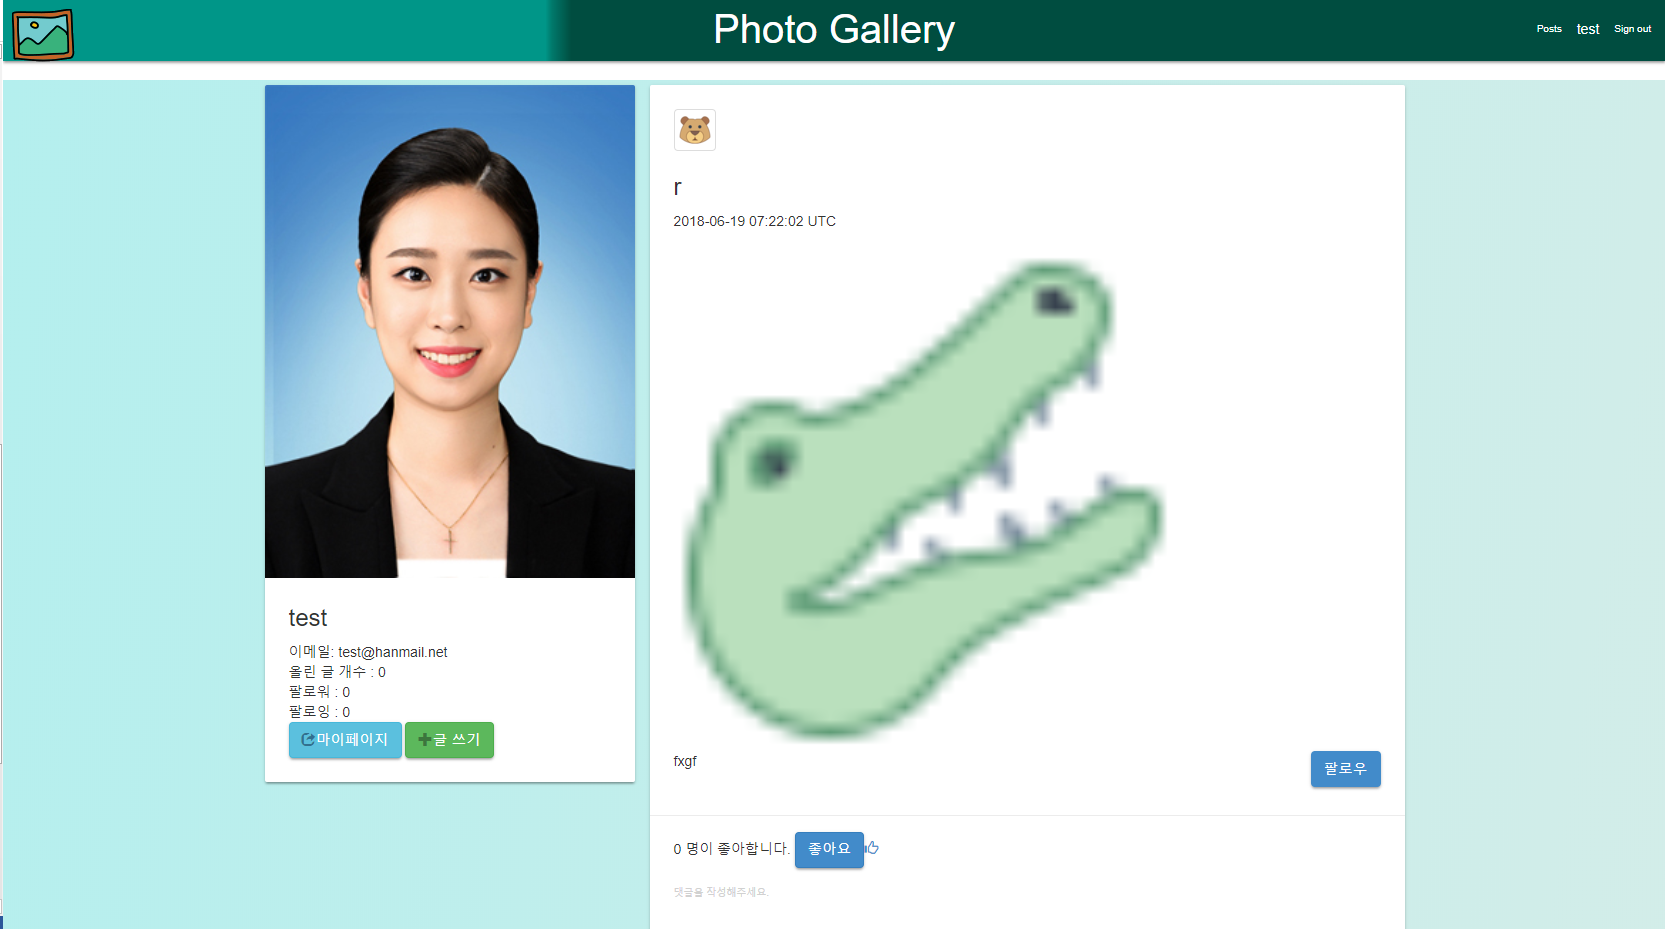 Photo Gallery
Posts test Sign out
test
이메일: test@hanmail.net
올린 글 개수 : 0
팔로워 : 0
팔로잉 : 0
마이페이지 글 쓰기
r
2018-06-19 07:22:02 UTC
fxgf
팔로우
0 명이 좋아합니다. 좋아요
댓글을 작성해주세요.